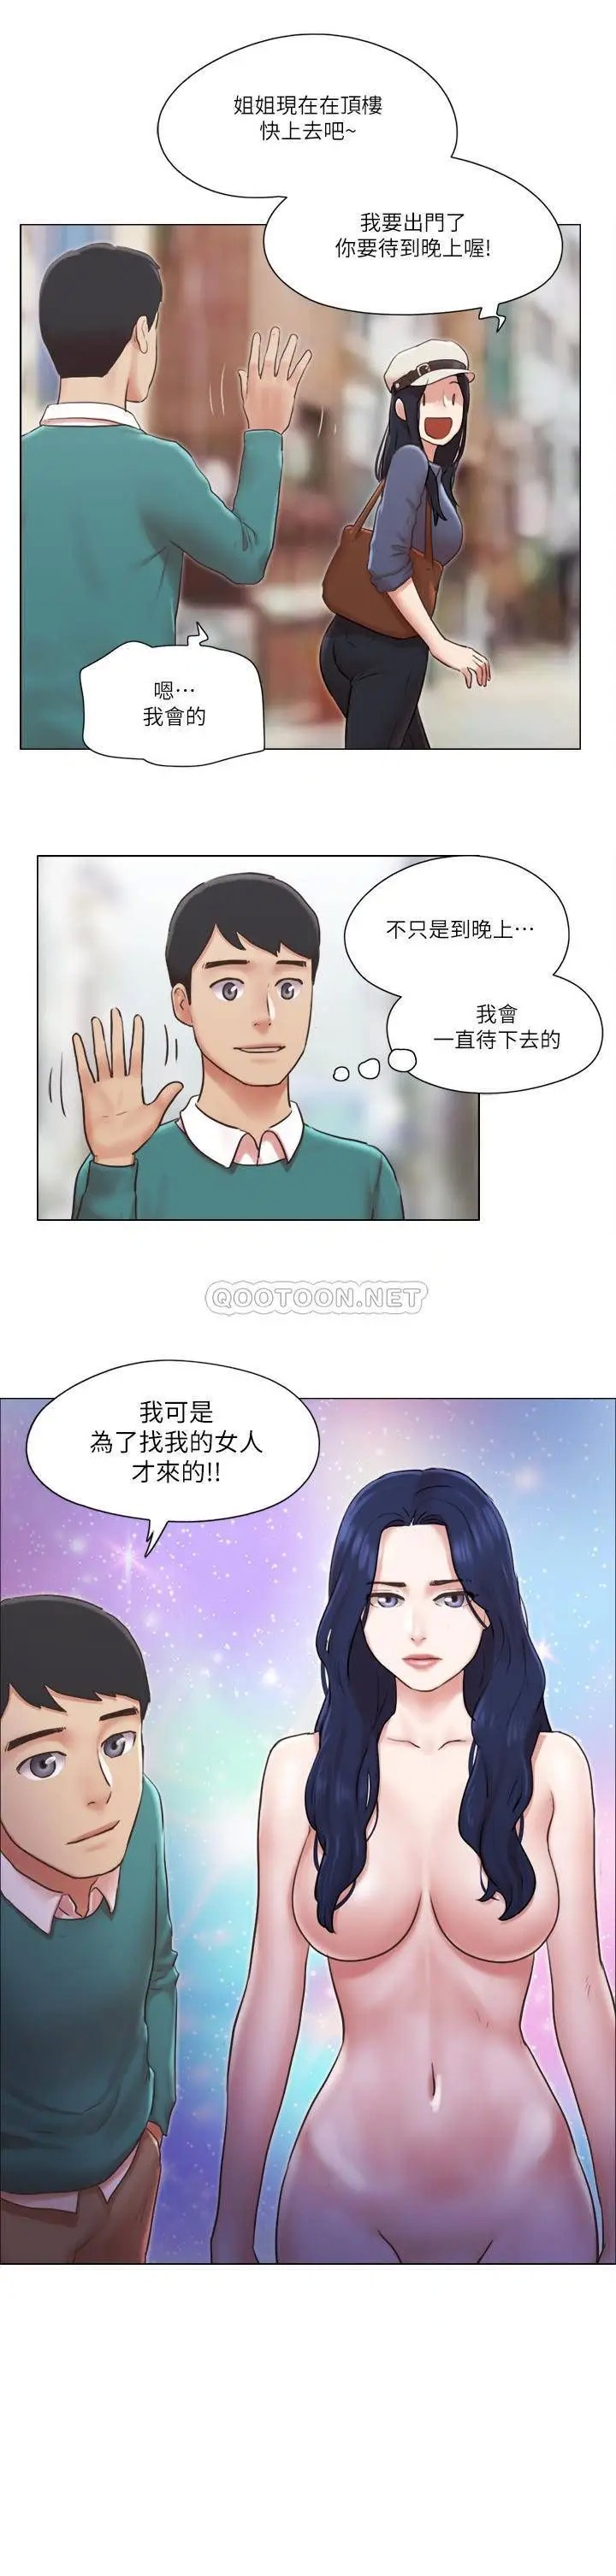 姐姐現在在頂樓
快上去吧~
我要出門了
你要待到晚上喔!
嗯…
我會的
不只是到晚上…
我會
一直待下去的
QOOTOON.NET
我可是
為了找我的女人
才來的!!